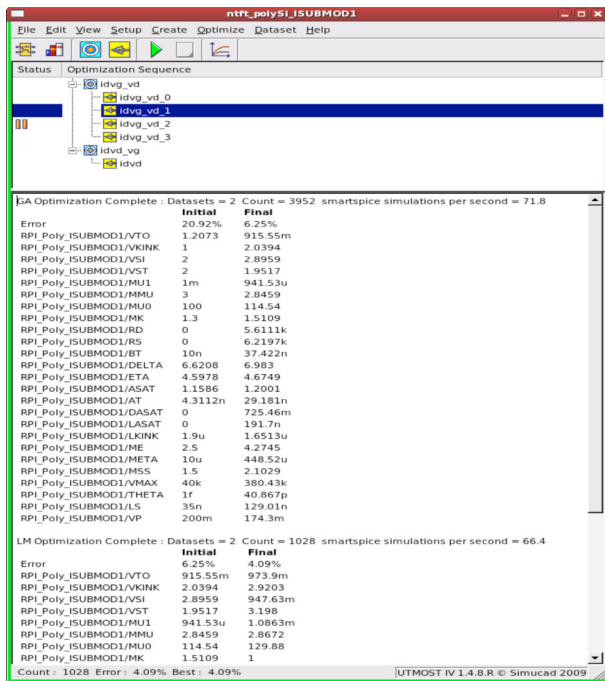 ntft_polySI_ISUBMOD1
File Edit View Setup Create Optimize Dataset Help
Status Optimization Sequence
idvg_vd
idvg_vd_0
idvg_vd_1
idvg_vd_2
idvg_vd_3
idvd_vg
idvd
GA Optimization Complete : Datasets = 2 Count = 3952 smartspice simulations per second = 71.8
Initial Final
Error 20.92% 6.25%
RPI_Poly_ISUBMOD1/VTO 1.2073 915.55m
RPI_Poly_ISUBMOD1/VKINK 1 2.0394
RPI_Poly_ISUBMOD1/VSI 2 2.8959
RPI_Poly_ISUBMOD1/VST 2 1.9517
RPI_Poly_ISUBMOD1/MU1 1m 941.53u
RPI_Poly_ISUBMOD1/MMU 3 2.8459
RPI_Poly_ISUBMOD1/MU0 100 114.54
RPI_Poly_ISUBMOD1/MK 1.3 1.5109
RPI_Poly_ISUBMOD1/RD 0 5.6111k
RPI_Poly_ISUBMOD1/RS 0 6.2197k
RPI_Poly_ISUBMOD1/BT 10n 37.422n
RPI_Poly_ISUBMOD1/DELTA 6.6208 6.983
RPI_Poly_ISUBMOD1/ETA 4.5978 4.6749
RPI_Poly_ISUBMOD1/ASAT 1.1586 1.2001
RPI_Poly_ISUBMOD1/AT 4.3112n 29.181n
RPI_Poly_ISUBMOD1/DASAT 0 725.46m
RPI_Poly_ISUBMOD1/LASAT 0 191.7n
RPI_Poly_ISUBMOD1/LKINK 1.9u 1.6513u
RPI_Poly_ISUBMOD1/ME 2.5 4.2745
RPI_Poly_ISUBMOD1/META 10u 448.52u
RPI_Poly_ISUBMOD1/MSS 1.5 2.1029
RPI_Poly_ISUBMOD1/VMAX 40k 380.43k
RPI_Poly_ISUBMOD1/THETA 1f 40.867p
RPI_Poly_ISUBMOD1/LS 35n 129.01n
RPI_Poly_ISUBMOD1/VP 200m 174.3m
LM Optimization Complete : Datasets = 2 Count = 1028 smartspice simulations per second = 66.4
Initial Final
Error 6.25% 4.09%
RPI_Poly_ISUBMOD1/VTO 915.55m 973.9m
RPI_Poly_ISUBMOD1/VKINK 2.0394 2.9203
RPI_Poly_ISUBMOD1/VSI 2.8959 947.63m
RPI_Poly_ISUBMOD1/VST 1.9517 3.198
RPI_Poly_ISUBMOD1/MU1 941.53u 1.0863m
RPI_Poly_ISUBMOD1/MMU 2.8459 2.8672
RPI_Poly_ISUBMOD1/MU0 114.54 129.88
RPI_Poly_ISUBMOD1/MK 1.5109 1
Count : 1028 Error : 4.09% Best : 4.09% UTMOST IV 1.4.8.R © Simucad 2009